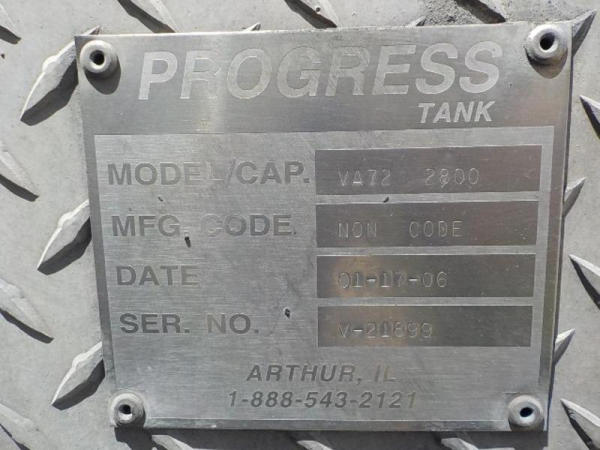 PROGRESS
TANK
MODEL/CAP. VA72 2800
MFG. CODE. NON CODE
DATE 01-17-06
SER. NO. V-21699
ARTHUR, IL
1-888-543-2121